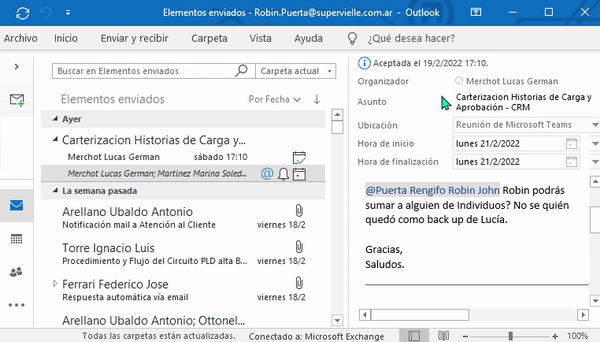 Elementos enviados - Robin.Puerta@supervielle.com.ar - Outlook
Archivo Inicio Enviar y recibir Carpeta Vista ¿Qué desea hacer?
Buscar en Elementos enviados
Carpeta actual
Elementos enviados
Por Fecha
Ayer
Carterizacion Historias de Carga y...
Merchot Lucas German sábado 17:10
Merchot Lucas German; Martinez Marina Soled...
La semana pasada
Arellano Ubaldo Antonio
Notificación mail a Atención al Cliente viernes 18/2
Torre Ignacio Luis
Procedimiento y Flujo del Circuito PLD alta B... viernes 18/2
Ferrari Federico Jose
Respuesta automática vía email viernes 18/2
Arellano Ubaldo Antonio; Ottonel...
Aceptada el 19/2/2022 17:10.
Organizador Merchot Lucas German
Asunto Carterizacion Historias de Carga y
Aprobación - CRM
Ubicación Reunión de Microsoft Teams
Hora de inicio lunes 21/2/2022
Hora de finalización lunes 21/2/2022
@Puerta Rengifo Robin John Robin podrás
sumar a alguien de Individuos? No se quién
quedó como back up de Lucía.
Gracias,
Saludos.
Todas las carpetas están actualizadas. Conectado a: Microsoft Exchange 100%